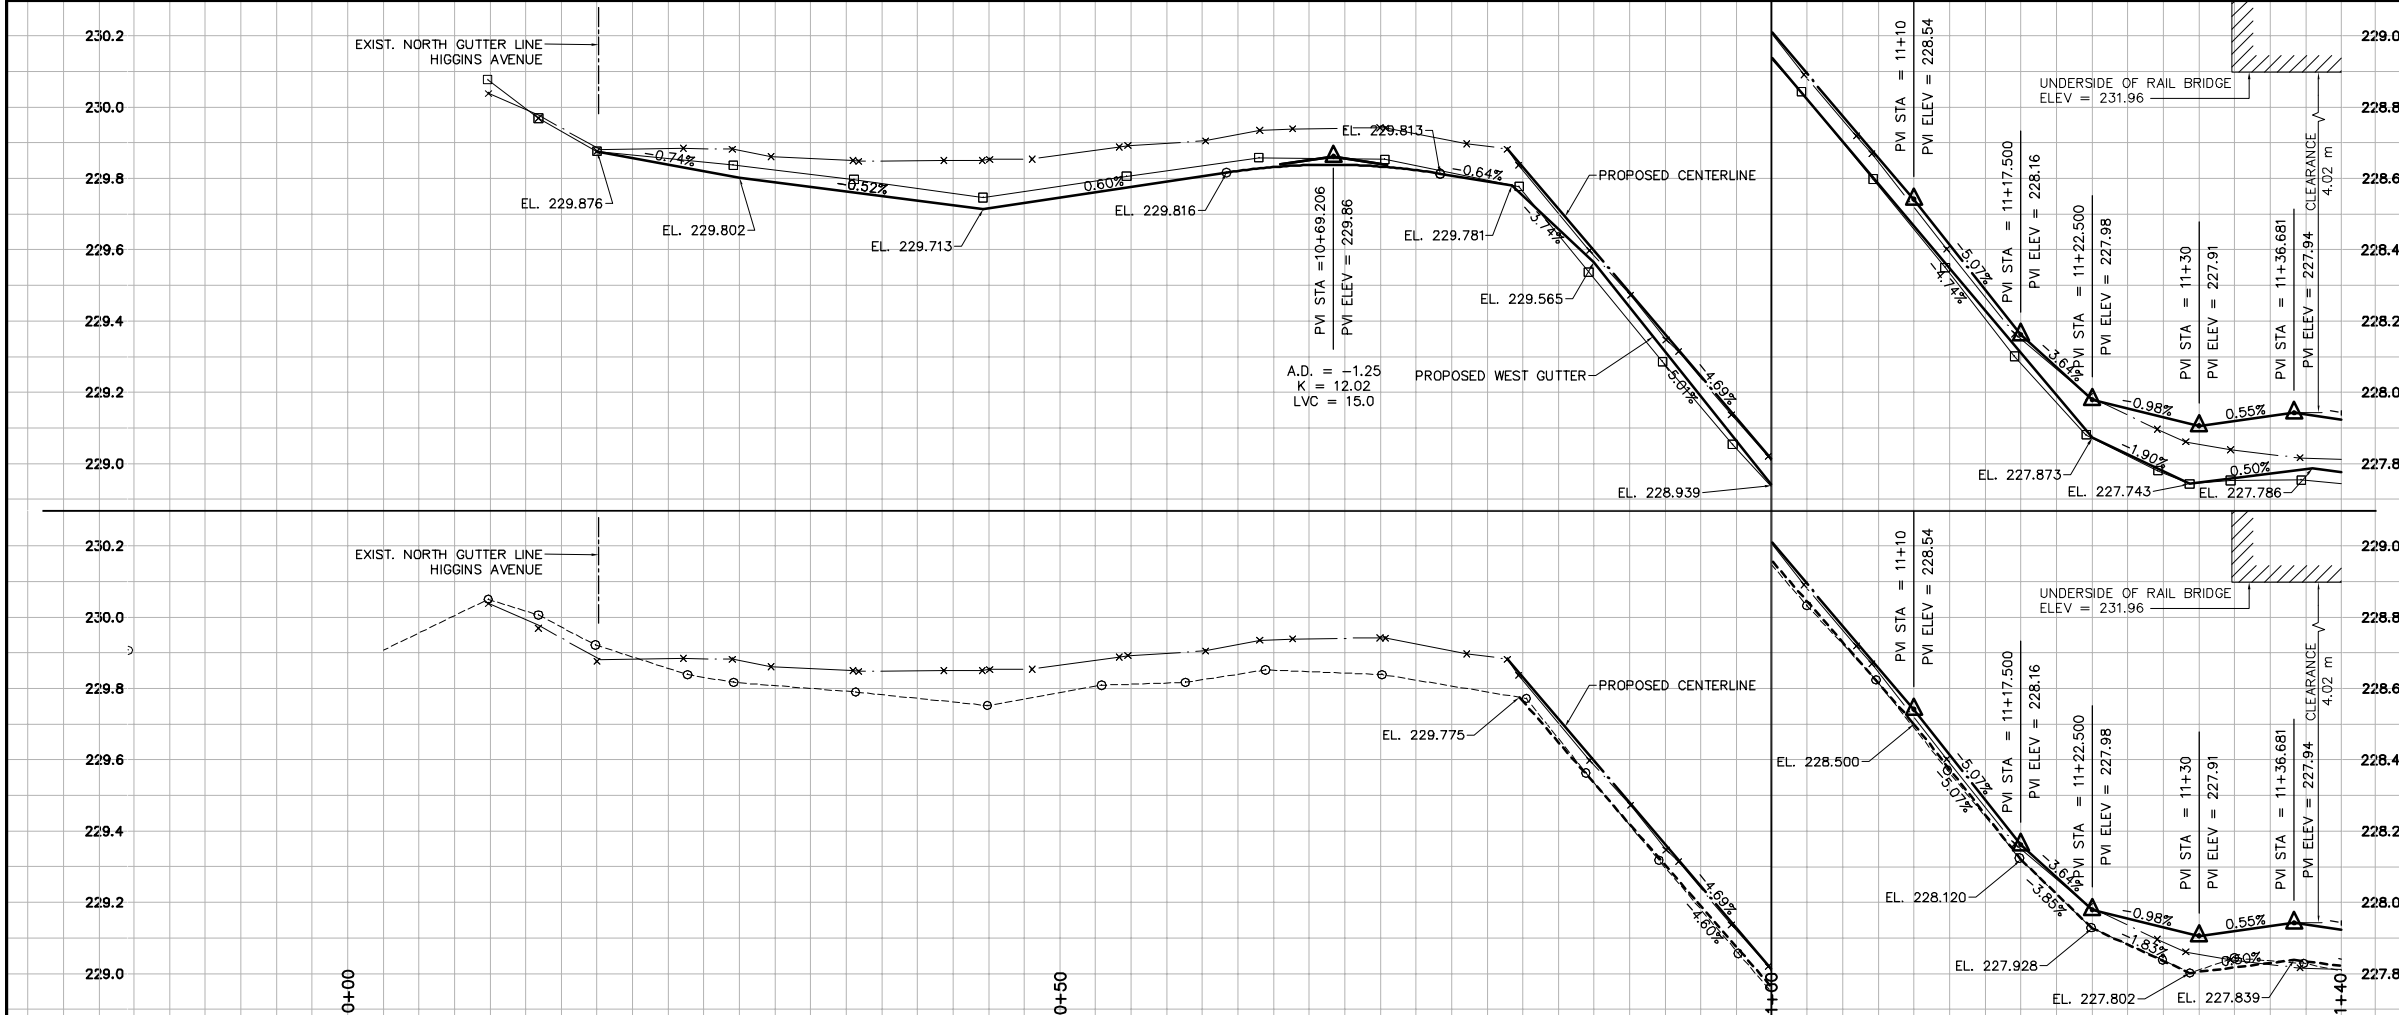 230.2
230.0
229.8
229.6
229.4
229.2
229.0
EXIST. NORTH GUTTER LINE
HIGGINS AVENUE
-0.74%
EL. 229.876
EL. 229.802
-0.52%
EL. 229.713
0.60%
EL. 229.816
PVI STA =10+69.206
PVI ELEV = 229.86
A.D. = -1.25
K = 12.02
LVC = 15.0
EL. 229.813
-0.64%
EL. 229.781
-3.74%
EL. 229.565
PROPOSED CENTERLINE
PROPOSED WEST GUTTER
-5.01%
-4.69%
EL. 228.939
PVI STA = 11+10
PVI ELEV = 228.54
-5.07%
-4.74%
PVI STA = 11+17.500
PVI ELEV = 228.16
-3.64%
PVI STA = 11+22.500
PVI ELEV = 227.98
-0.98%
PVI STA = 11+30
PVI ELEV = 227.91
0.55%
PVI STA = 11+36.681
PVI ELEV = 227.94
UNDERSIDE OF RAIL BRIDGE
ELEV = 231.96
CLEARANCE
4.02 m
EL. 227.873
-1.90%
EL. 227.743
0.50%
EL. 227.786
229.0
228.8
228.6
228.4
228.2
228.0
227.8
230.2
230.0
229.8
229.6
229.4
229.2
229.0
EXIST. NORTH GUTTER LINE
HIGGINS AVENUE
EL. 229.775
PROPOSED CENTERLINE
-4.69%
-4.60%
PVI STA = 11+10
PVI ELEV = 228.54
EL. 228.500
-5.07%
-5.07%
PVI STA = 11+17.500
PVI ELEV = 228.16
EL. 228.120
-3.64%
-3.85%
PVI STA = 11+22.500
PVI ELEV = 227.98
EL. 227.928
-0.98%
-1.83%
PVI STA = 11+30
PVI ELEV = 227.91
EL. 227.802
0.55%
PVI STA = 11+36.681
PVI ELEV = 227.94
EL. 227.839
UNDERSIDE OF RAIL BRIDGE
ELEV = 231.96
CLEARANCE
4.02 m
229.0
228.8
228.6
228.4
228.2
228.0
227.8
0+00
0+50
1+00
1+40